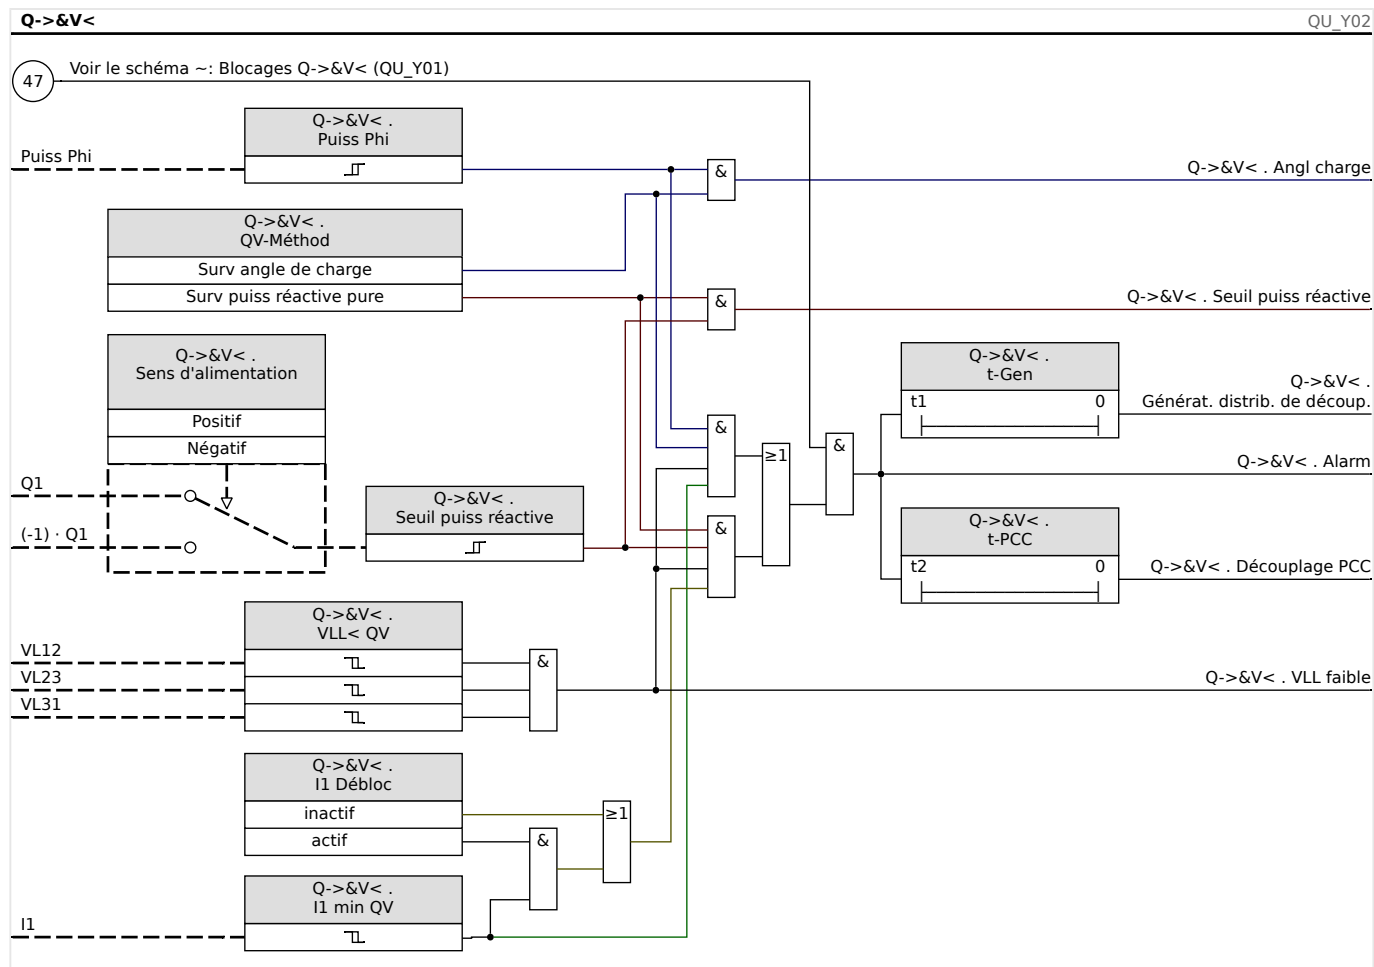 Q->&V<
QU_Y02
47
Voir le schéma ~: Blocages Q->&V< (QU_Y01)
Q->&V< .
Puiss Phi
Puiss Phi
&
Q->&V< . Angl charge
Q->&V< .
QV-Méthod
Surv angle de charge
Surv puiss réactive pure
&
Q->&V< . Seuil puiss réactive
Q->&V< .
Sens d'alimentation
Positif
Négatif
Q->&V< .
t-Gen
t1 0
Q->&V< .
Générat. distrib. de découp.
&
≥1
&
Q->&V< . Alarm
Q1
(-1) · Q1
Q->&V< .
Seuil puiss réactive
&
Q->&V< .
t-PCC
t2 0
Q->&V< . Découplage PCC
Q->&V< .
VLL< QV
VL12
VL23
VL31
&
Q->&V< . VLL faible
Q->&V< .
I1 Débloc
inactif
actif
≥1
&
Q->&V< .
I1 min QV
I1